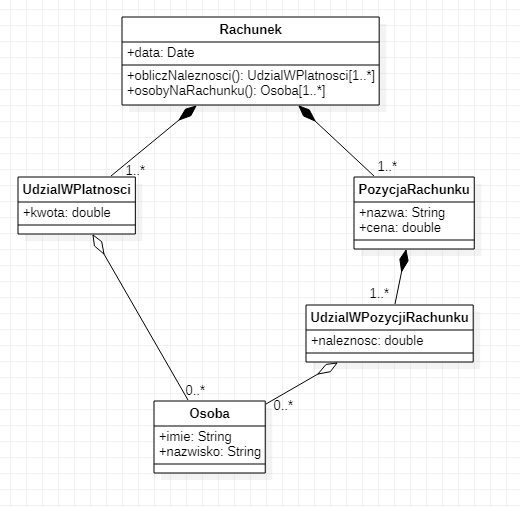 Rachunek
+data: Date
+obliczNaleznosci(): UdzialWPlatnosci[1..*]
+osobyNaRachunku(): Osoba[1..*]
1..*
1..*
UdzialWPlatnosci
+kwota: double
PozycjaRachunku
+nazwa: String
+cena: double
1..*
UdzialWPozycjiRachunku
+naleznosc: double
0..*
0..*
Osoba
+imie: String
+nazwisko: String